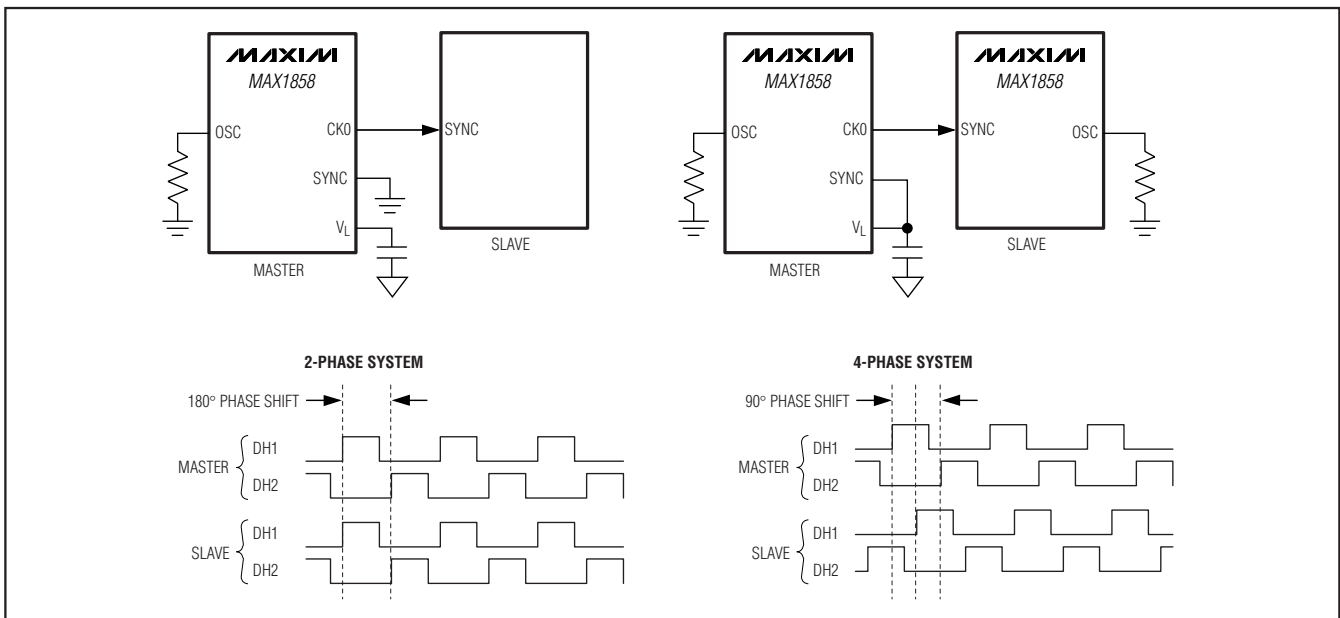 MAXIM
MAX1858
OSC
CK0
SYNC
VL
MASTER
SYNC
SLAVE
MAXIM
MAX1858
OSC
CK0
SYNC
VL
MASTER
MAXIM
MAX1858
SYNC
OSC
SLAVE
2-PHASE SYSTEM
180° PHASE SHIFT
MASTER
DH1
DH2
SLAVE
DH1
DH2
4-PHASE SYSTEM
90° PHASE SHIFT
MASTER
DH1
DH2
SLAVE
DH1
DH2